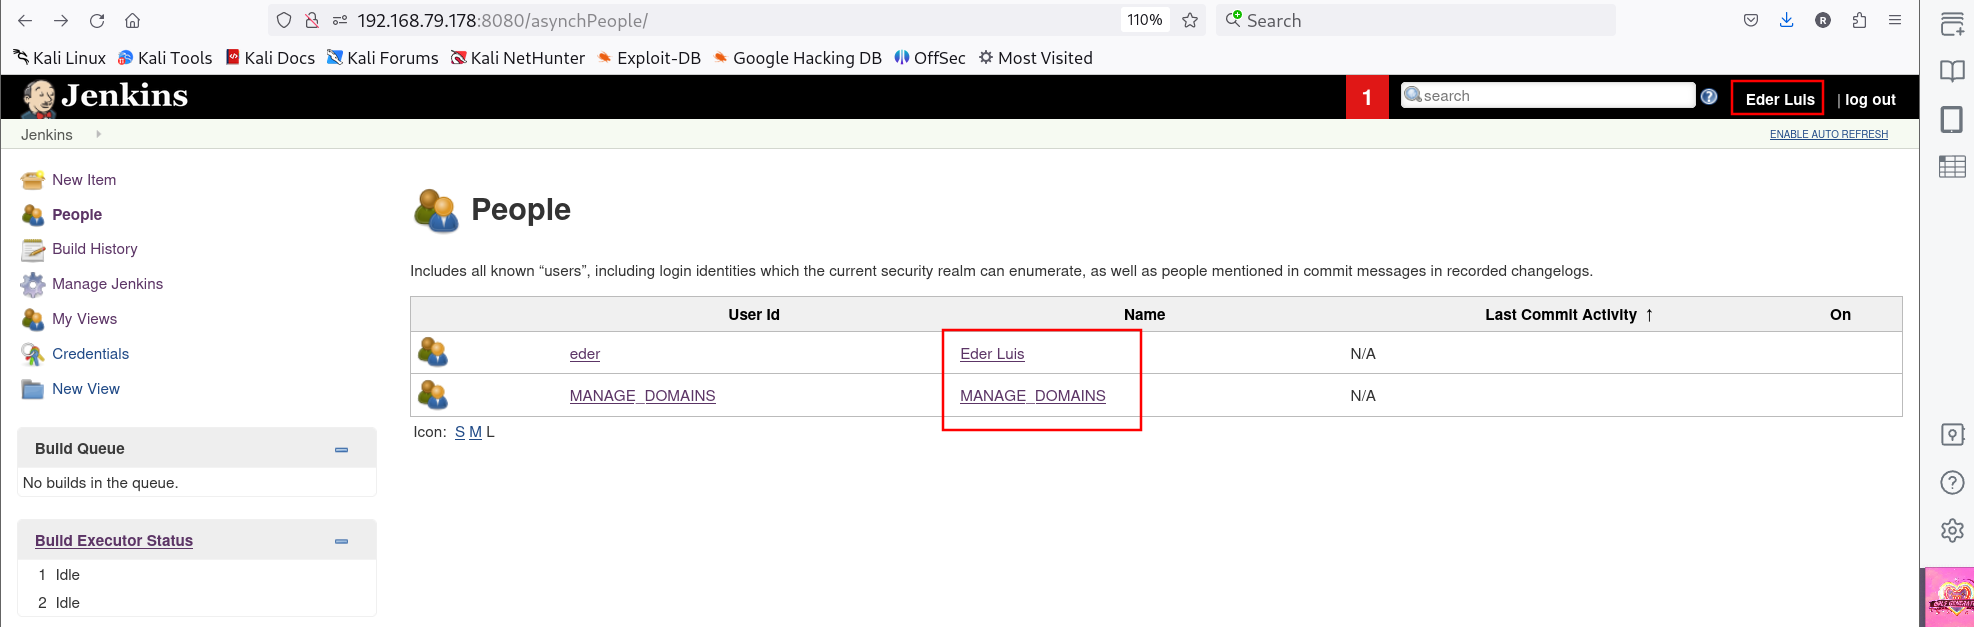 192.168.79.178:8080/asynchPeople/ 110% Search
Kali Linux Kali Tools Kali Docs Kali Forums Kali NetHunter Exploit-DB Google Hacking DB OffSec Most Visited
Jenkins 1 search Eder Luis | log out
Jenkins ENABLE AUTO REFRESH
New Item
People
Build History
Manage Jenkins
My Views
Credentials
New View
Build Queue
No builds in the queue.
Build Executor Status
1 Idle
2 Idle
People
Includes all known “users”, including login identities which the current security realm can enumerate, as well as people mentioned in commit messages in recorded changelogs.
User Id Name Last Commit Activity ↑ On
eder Eder Luis N/A
MANAGE_DOMAINS MANAGE_DOMAINS N/A
Icon: S M L